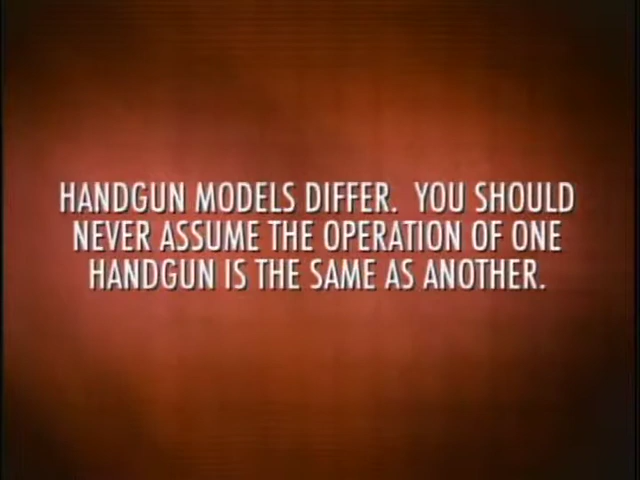 HANDGUN MODELS DIFFER. YOU SHOULD
NEVER ASSUME THE OPERATION OF ONE
HANDGUN IS THE SAME AS ANOTHER.